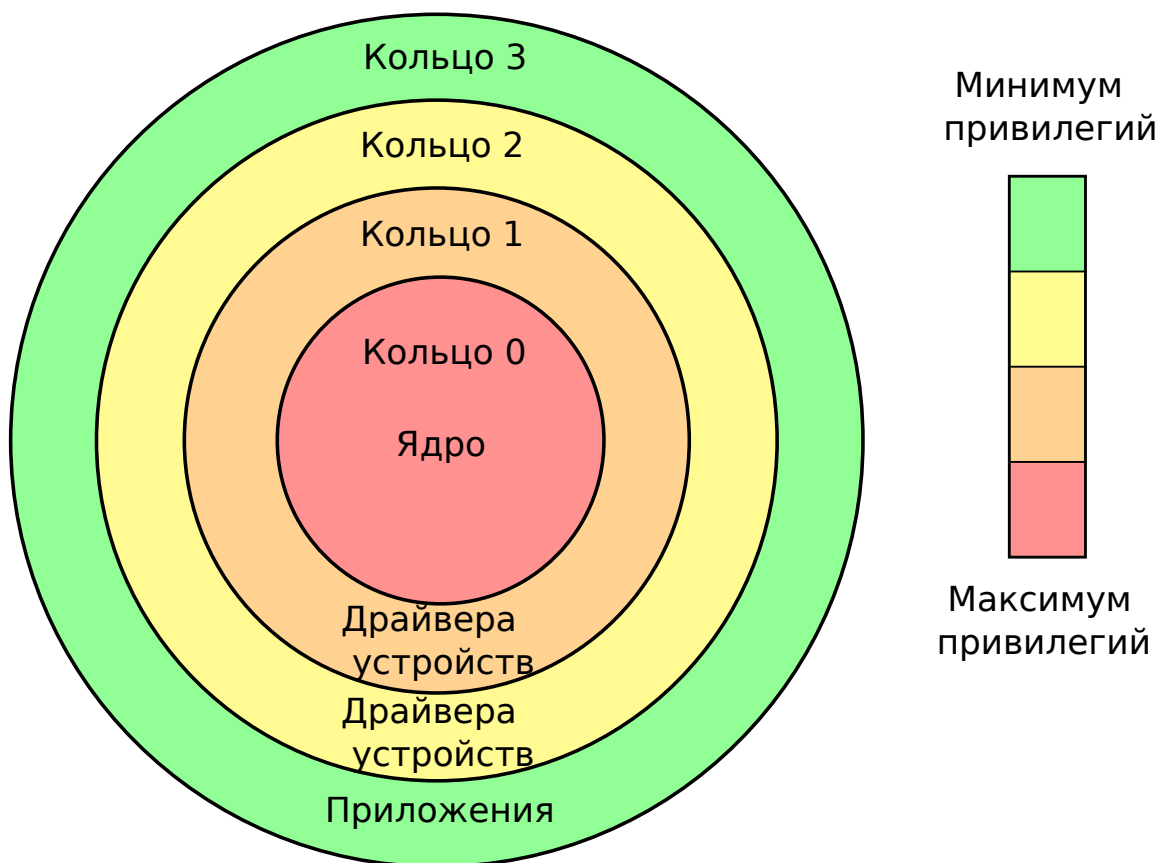 Кольцо 3
Кольцо 2
Кольцо 1
Кольцо 0
Ядро
Драйвера
устройств
Драйвера
устройств
Приложения
Минимум
привилегий
Максимум
привилегий